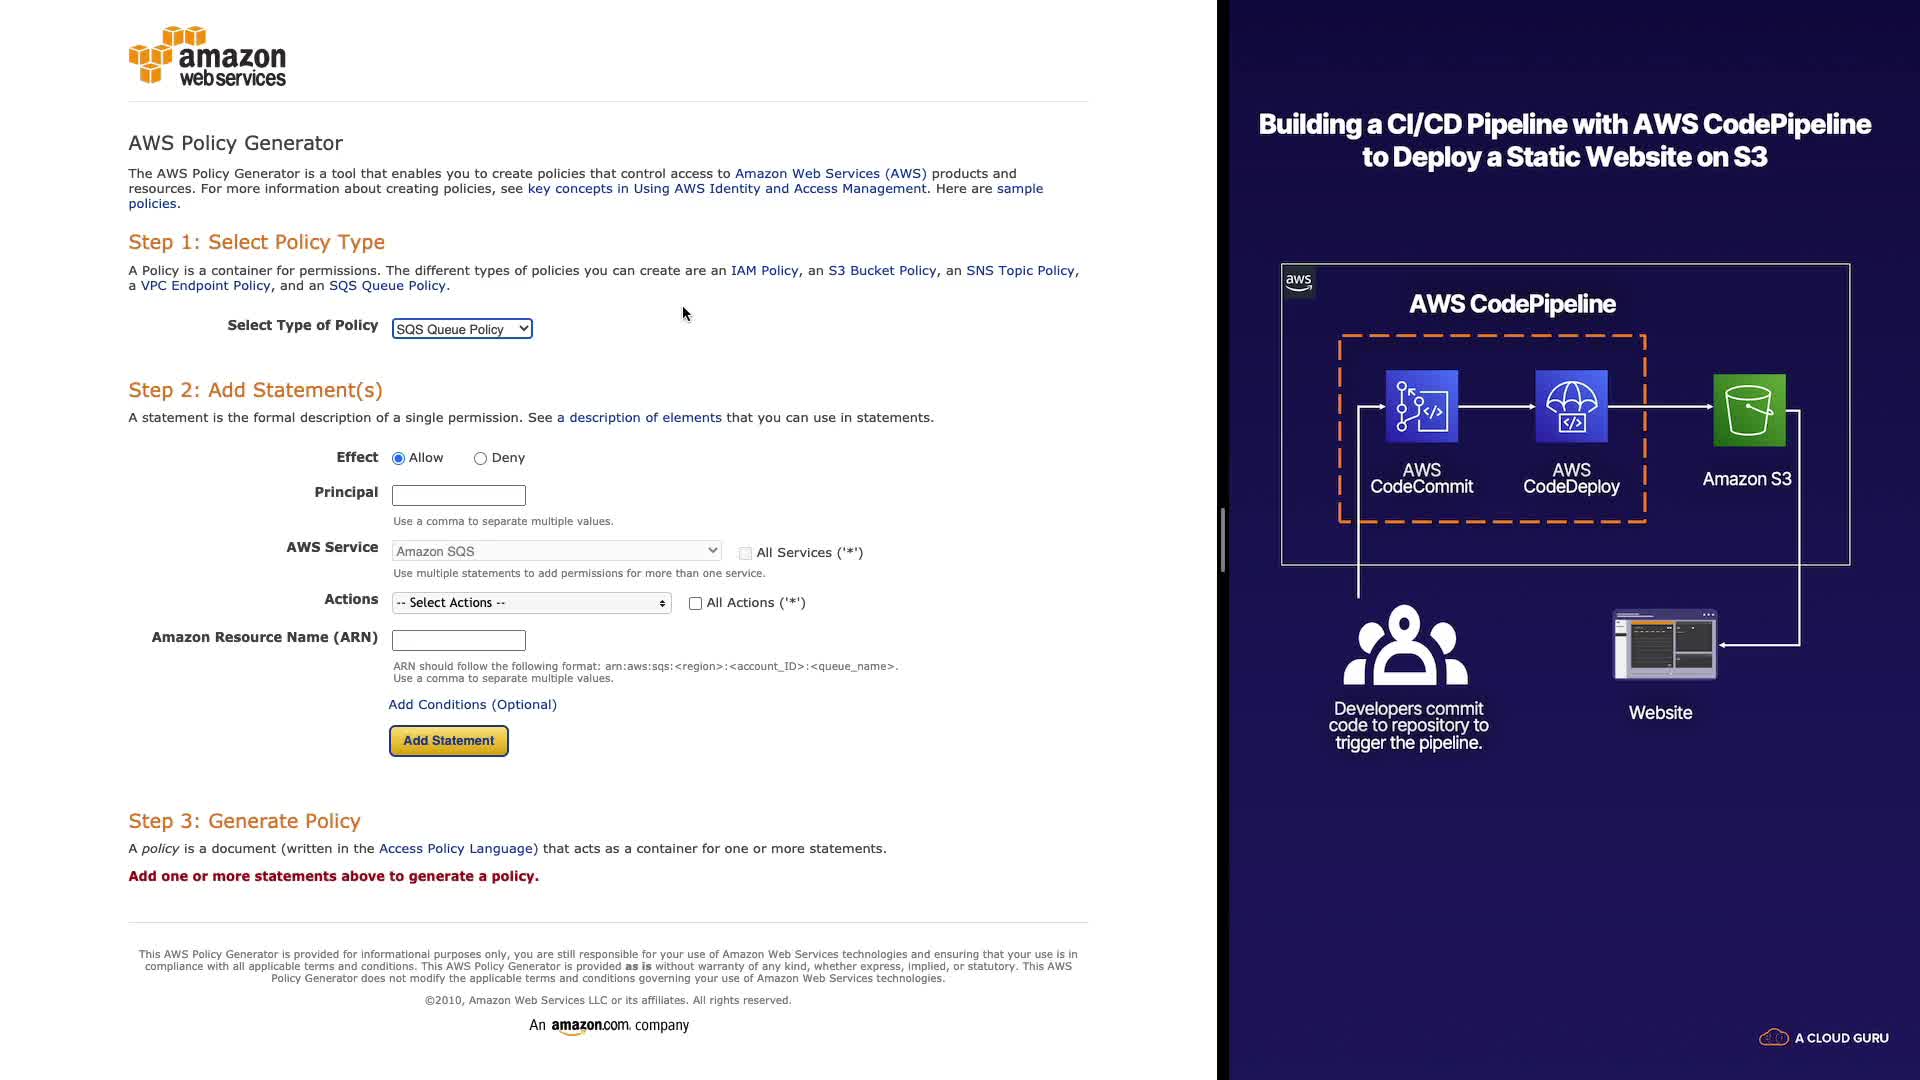 amazon
web services
AWS Policy Generator
The AWS Policy Generator is a tool that enables you to create policies that control access to Amazon Web Services (AWS) products and
resources. For more information about creating policies, see key concepts in Using AWS Identity and Access Management. Here are sample
policies.
Step 1: Select Policy Type
A Policy is a container for permissions. The different types of policies you can create are an IAM Policy, an S3 Bucket Policy, an SNS Topic Policy,
a VPC Endpoint Policy, and an SQS Queue Policy.
Select Type of Policy SQS Queue Policy
Step 2: Add Statement(s)
A statement is the formal description of a single permission. See a description of elements that you can use in statements.
Effect Allow Deny
Principal
Use a comma to separate multiple values.
AWS Service Amazon SQS All Services ('*')
Use multiple statements to add permissions for more than one service.
Actions -- Select Actions -- All Actions ('*')
Amazon Resource Name (ARN)
ARN should follow the following format: arn:aws:sqs:<region>:<account_ID>:<queue_name>.
Use a comma to separate multiple values.
Add Conditions (Optional)
Add Statement
Step 3: Generate Policy
A policy is a document (written in the Access Policy Language) that acts as a container for one or more statements.
Add one or more statements above to generate a policy.
This AWS Policy Generator is provided for informational purposes only, you are still responsible for your use of Amazon Web Services technologies and ensuring that your use is in
compliance with all applicable terms and conditions. This AWS Policy Generator is provided as is without warranty of any kind, whether express, implied, or statutory. This AWS
Policy Generator does not modify the applicable terms and conditions governing your use of Amazon Web Services technologies.
©2010, Amazon Web Services LLC or its affiliates. All rights reserved.
An amazon.com. company
Building a CI/CD Pipeline with AWS CodePipeline
to Deploy a Static Website on S3
aws
AWS CodePipeline
AWS
CodeCommit
AWS
CodeDeploy
Amazon S3
Developers commit
code to repository to
trigger the pipeline.
Website
A CLOUD GURU